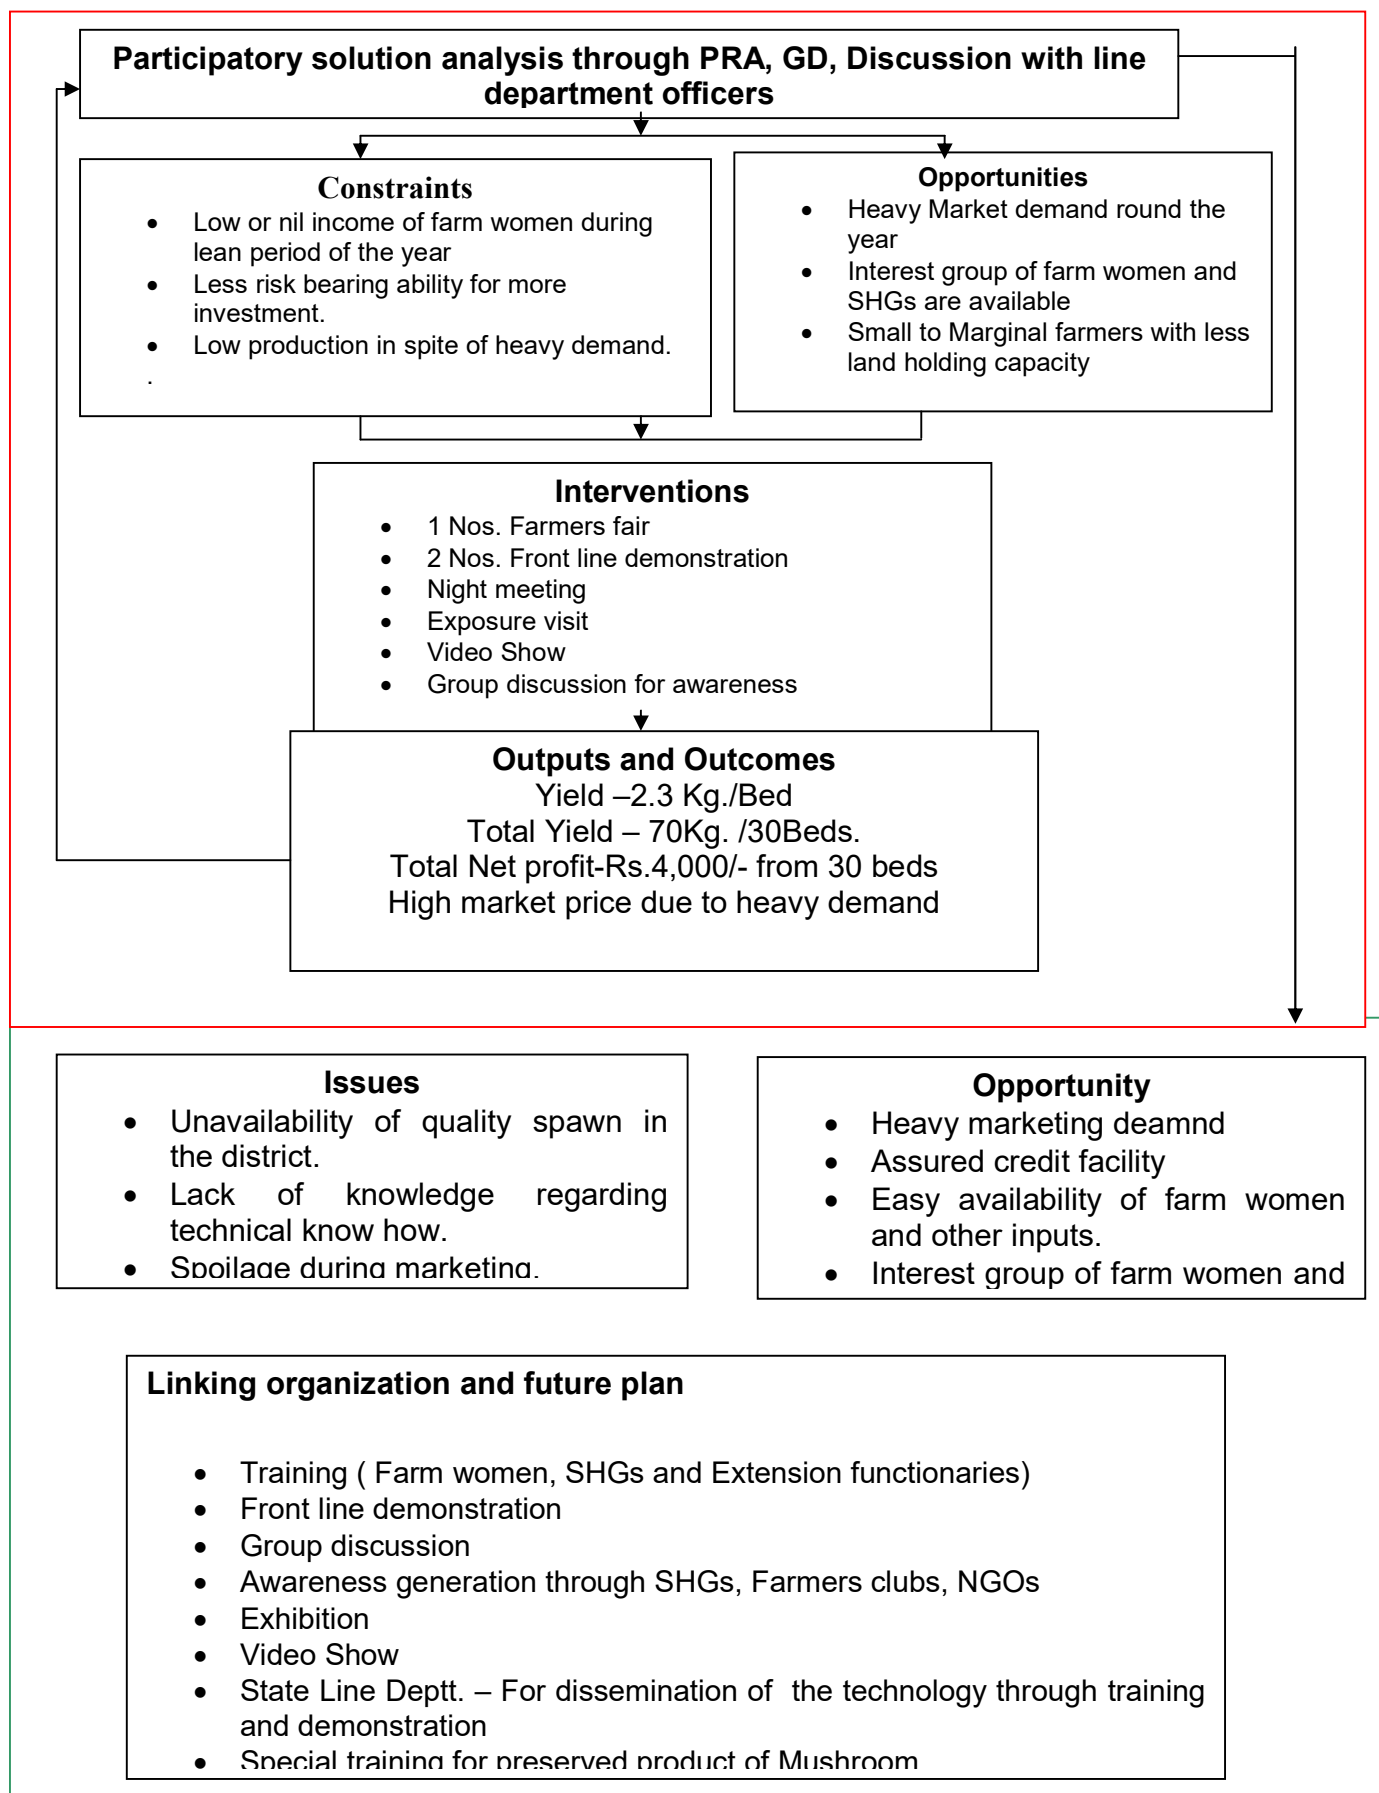 Participatory solution analysis through PRA, GD, Discussion with line
department officers
Constraints
• Low or nil income of farm women during
lean period of the year
• Less risk bearing ability for more
investment.
• Low production in spite of heavy demand.
.
Opportunities
• Heavy Market demand round the
year
• Interest group of farm women and
SHGs are available
• Small to Marginal farmers with less
land holding capacity
Interventions
• 1 Nos. Farmers fair
• 2 Nos. Front line demonstration
• Night meeting
• Exposure visit
• Video Show
• Group discussion for awareness
Outputs and Outcomes
Yield –2.3 Kg./Bed
Total Yield – 70Kg. /30Beds.
Total Net profit-Rs.4,000/- from 30 beds
High market price due to heavy demand
Issues
• Unavailability of quality spawn in
the district.
• Lack of knowledge regarding
technical know how.
• Spoilage during marketing.
Opportunity
• Heavy marketing deamnd
• Assured credit facility
• Easy availability of farm women
and other inputs.
• Interest group of farm women and
Linking organization and future plan
• Training ( Farm women, SHGs and Extension functionaries)
• Front line demonstration
• Group discussion
• Awareness generation through SHGs, Farmers clubs, NGOs
• Exhibition
• Video Show
• State Line Deptt. – For dissemination of the technology through training
and demonstration
• Special training for preserved product of Mushroom